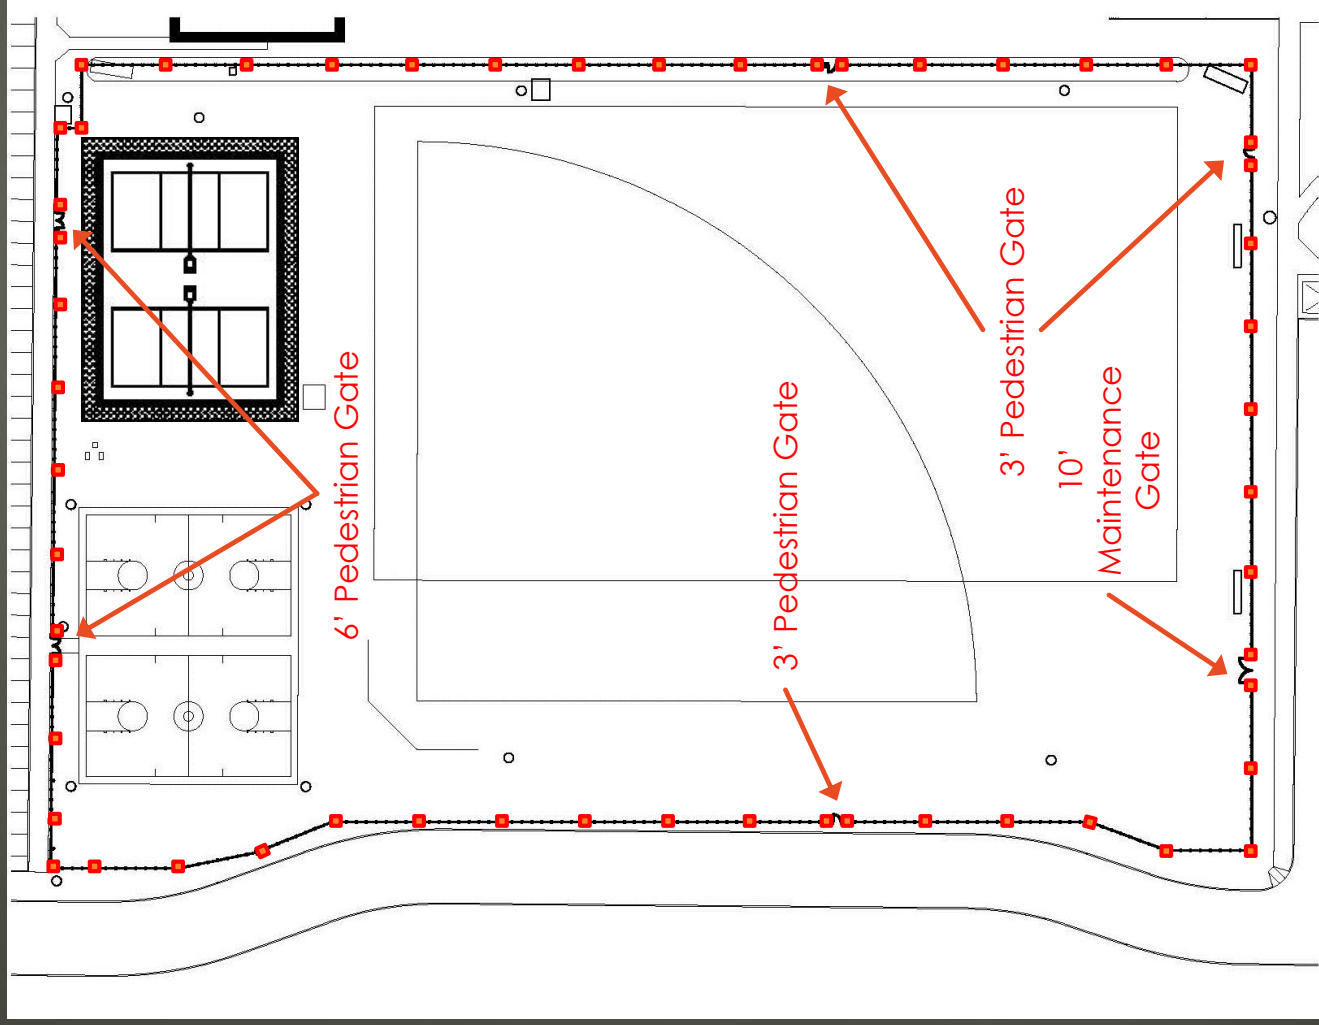 6' Pedestrian Gate
3' Pedestrian Gate
3' Pedestrian Gate
10'
Maintenance
Gate